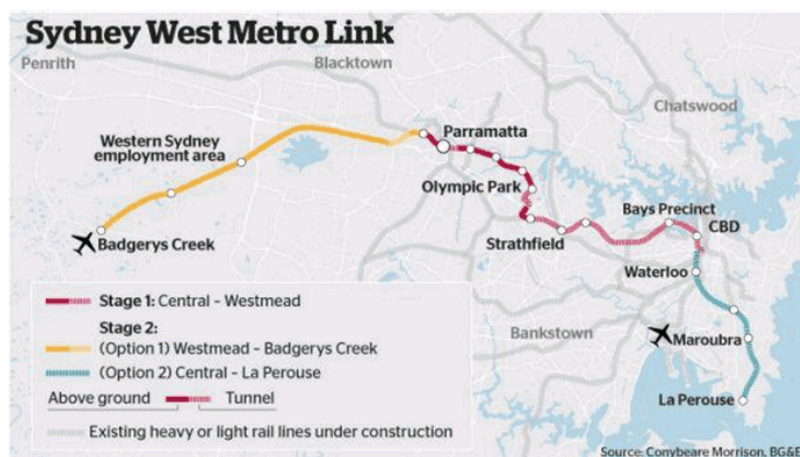 Sydney West Metro Link
Penrith
Blacktown
Chatswood
Parramatta
Western Sydney
employment area
Olympic Park
Bays Precinct
CBD
Badgerys Creek
Strathfield
Waterloo
Stage 1: Central - Westmead
Stage 2:
(Option 1) Westmead - Badgerys Creek
(Option 2) Central - La Perouse
Above ground Tunnel
Existing heavy or light rail lines under construction
Bankstown
Maroubra
La Perouse
Source: Conybeare Morrison, BG&E